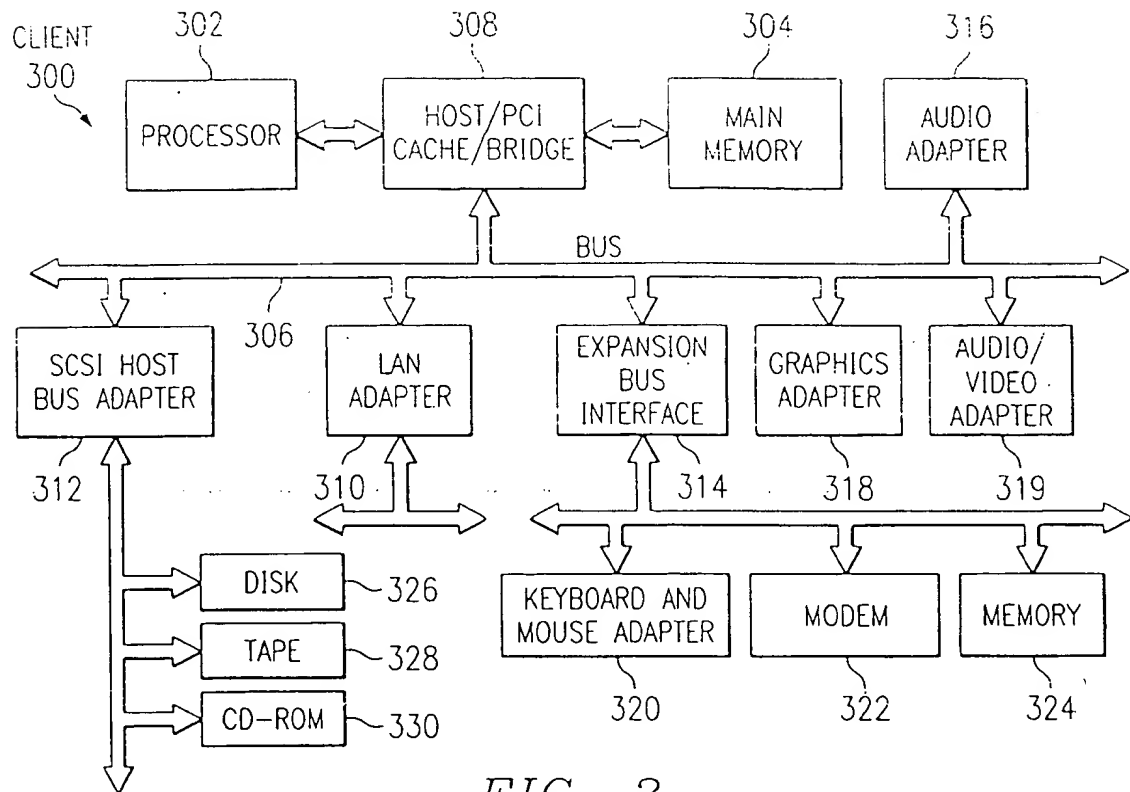 CLIENT
300
302
308
304
316
PROCESSOR
HOST/PCI
CACHE/BRIDGE
MAIN
MEMORY
AUDIO
ADAPTER
BUS
306
SCSI HOST
BUS ADAPTER
LAN
ADAPTER
EXPANSION
BUS
INTERFACE
GRAPHICS
ADAPTER
AUDIO/
VIDEO
ADAPTER
312
310
314
318
319
DISK
326
TAPE
328
CD-ROM
330
KEYBOARD AND
MOUSE ADAPTER
MODEM
MEMORY
320
322
324